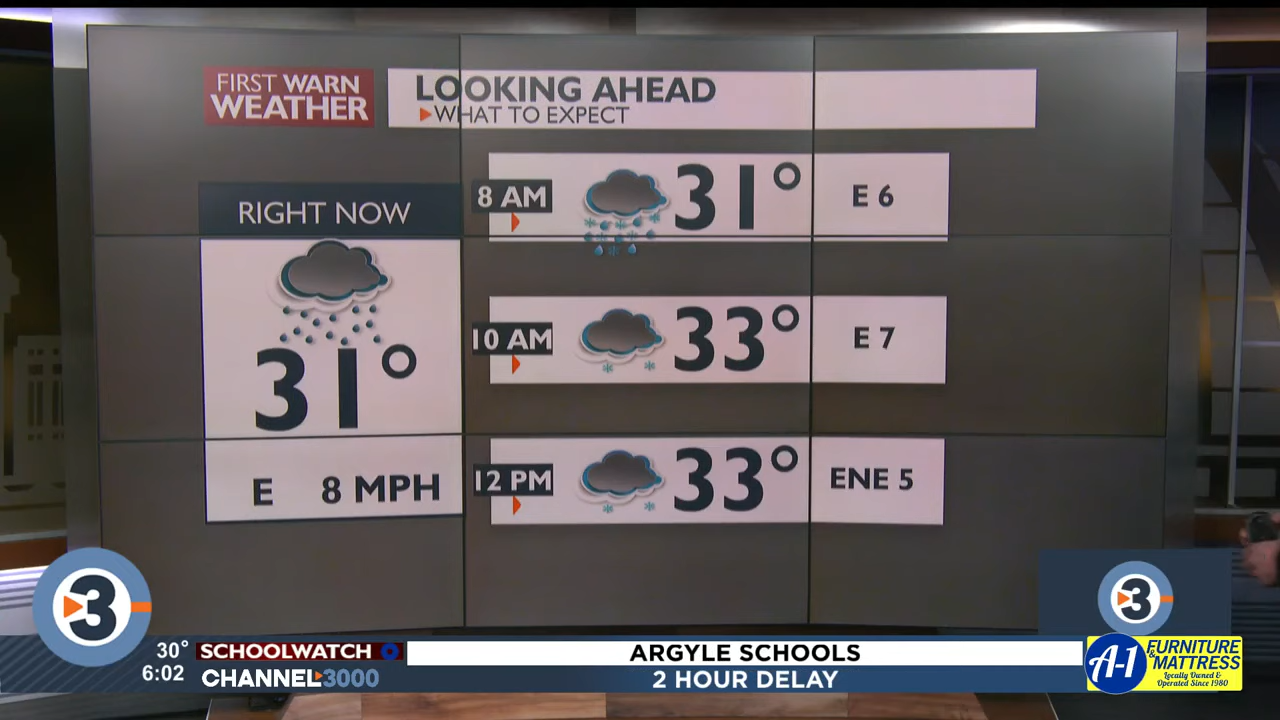 FIRST WARN
WEATHER
LOOKING AHEAD
WHAT TO EXPECT
RIGHT NOW
31°
E 8 MPH
8 AM 31° E 6
10 AM 33° E 7
12 PM 33° ENE 5
3
3
30°
6:02
SCHOOLWATCH
CHANNEL3000
ARGYLE SCHOOLS
2 HOUR DELAY
A-1
FURNITURE
& MATTRESS
Locally Owned &
Operated Since 1980